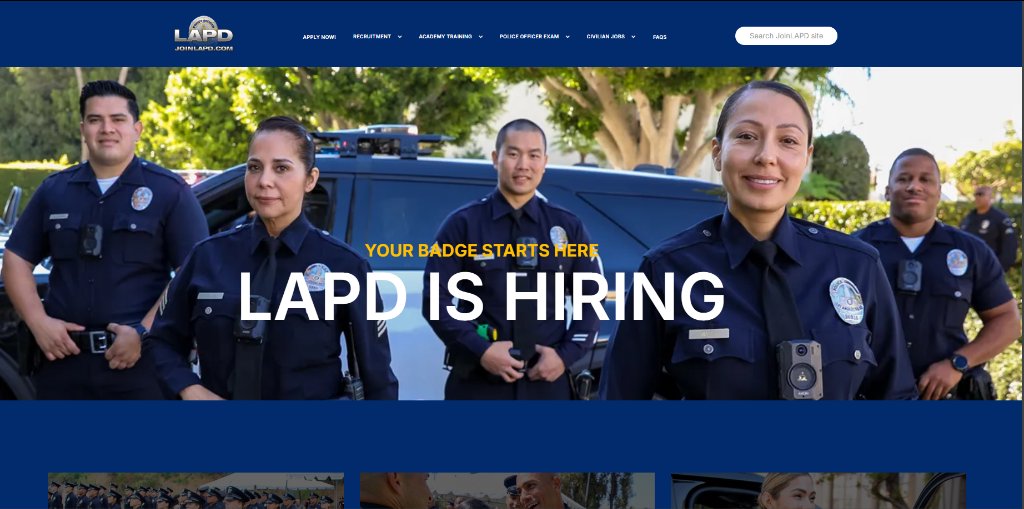 LAPD
JOINLAPD.COM
APPLY NOW!
RECRUITMENT
ACADEMY TRAINING
POLICE OFFICER EXAM
CIVILIAN JOBS
FAQS
Search JoinLAPD site
YOUR BADGE STARTS HERE
LAPD IS HIRING